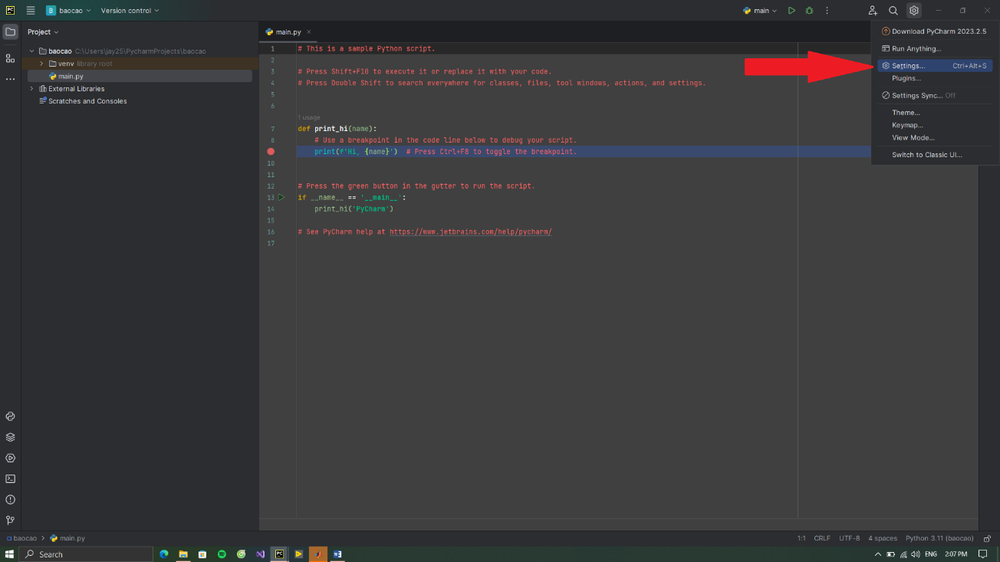 PC
B baocao
Version control
main
Project
main.py
baocao C:\Users\jay25\PycharmProjects\baocao
venv library root
main.py
External Libraries
Scratches and Consoles
1 # This is a sample Python script.
2
3 # Press Shift+F10 to execute it or replace it with your code.
4 # Press Double Shift to search everywhere for classes, files, tool windows, actions, and settings.
5
6
1 usage
7 def print_hi(name):
8 # Use a breakpoint in the code line below to debug your script.
print(f'Hi, {name}') # Press Ctrl+F8 to toggle the breakpoint.
10
11
12 # Press the green button in the gutter to run the script.
13 if __name__ == '__main__':
14 print_hi('PyCharm')
15
16 # See PyCharm help at https://www.jetbrains.com/help/pycharm/
17
Download PyCharm 2023.2.5
Run Anything...
Settings... Ctrl+Alt+S
Plugins...
Settings Sync... Off
Theme...
Keymap...
View Mode...
Switch to Classic UI...
baocao > main.py
1:1 CRLF UTF-8 4 spaces Python 3.11 (baocao)
Search
PC
ENG 2:07 PM